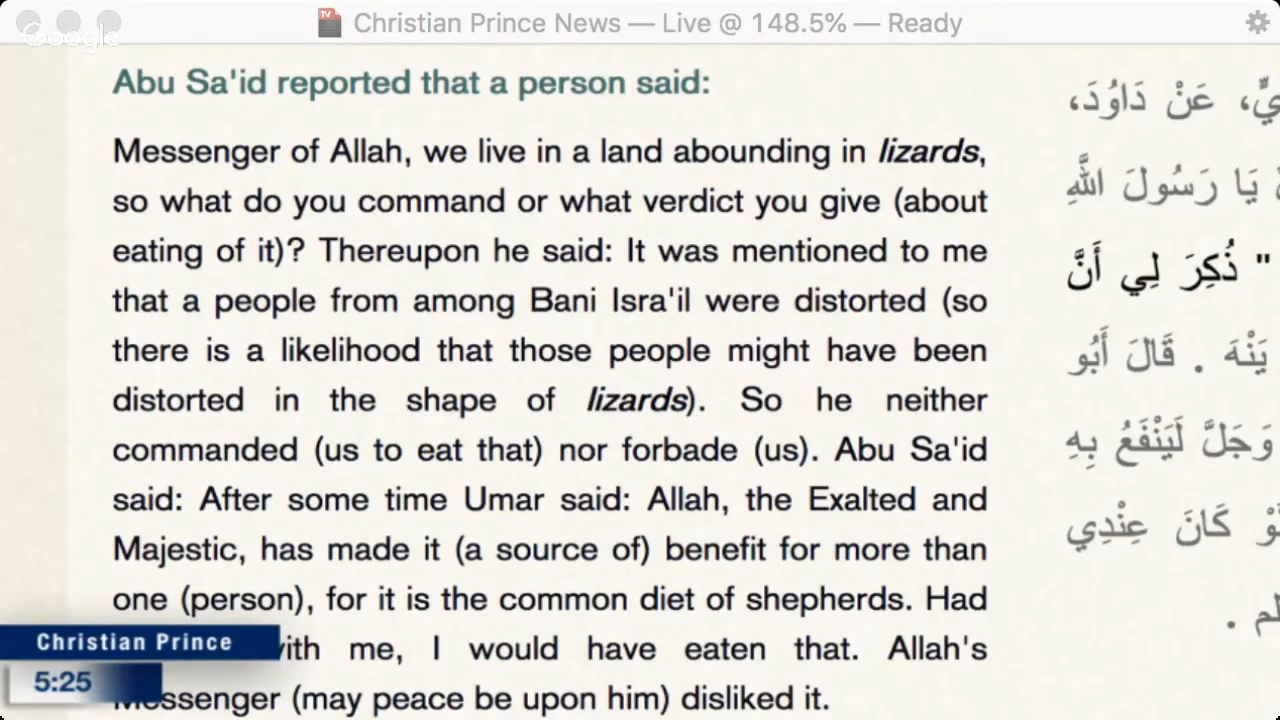 Christian Prince News — Live @ 148.5% — Ready
Google
TV
Abu Sa'id reported that a person said:
Messenger of Allah, we live in a land abounding in lizards,
so what do you command or what verdict you give (about
eating of it)? Thereupon he said: It was mentioned to me
that a people from among Bani Isra'il were distorted (so
there is a likelihood that those people might have been
distorted in the shape of lizards). So he neither
commanded (us to eat that) nor forbade (us). Abu Sa'id
said: After some time Umar said: Allah, the Exalted and
Majestic, has made it (a source of) benefit for more than
one (person), for it is the common diet of shepherds. Had
with me, I would have eaten that. Allah's
Messenger (may peace be upon him) disliked it.
عَنْ دَاوُدَ،
يَا رَسُولَ اللَّهِ
" ذُكِرَ لِي أَنَّ
يَنْهَ . قَالَ أَبُو
وَجَلَّ لَيَنْفَعُ بِهِ
كَانَ عِنْدِي
Christian Prince
5:25